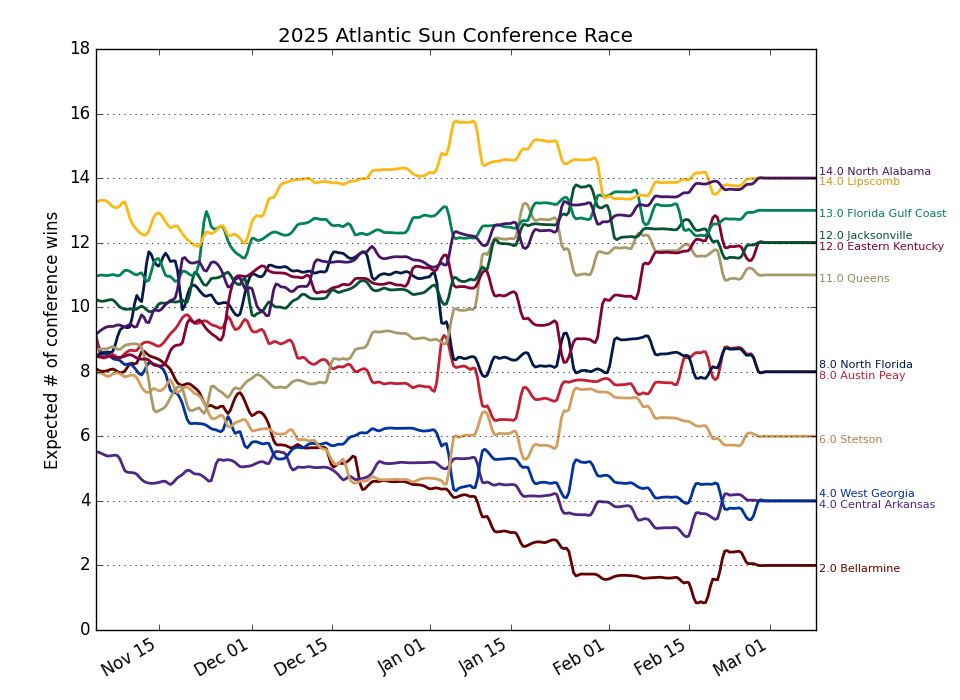 2025 Atlantic Sun Conference Race
Expected # of conference wins
18
16
14
12
10
8
6
4
2
0
14.0 North Alabama
14.0 Lipscomb
13.0 Florida Gulf Coast
12.0 Jacksonville
12.0 Eastern Kentucky
11.0 Queens
8.0 North Florida
8.0 Austin Peay
6.0 Stetson
4.0 West Georgia
4.0 Central Arkansas
2.0 Bellarmine
Nov 15
Dec 01
Dec 15
Jan 01
Jan 15
Feb 01
Feb 15
Mar 01